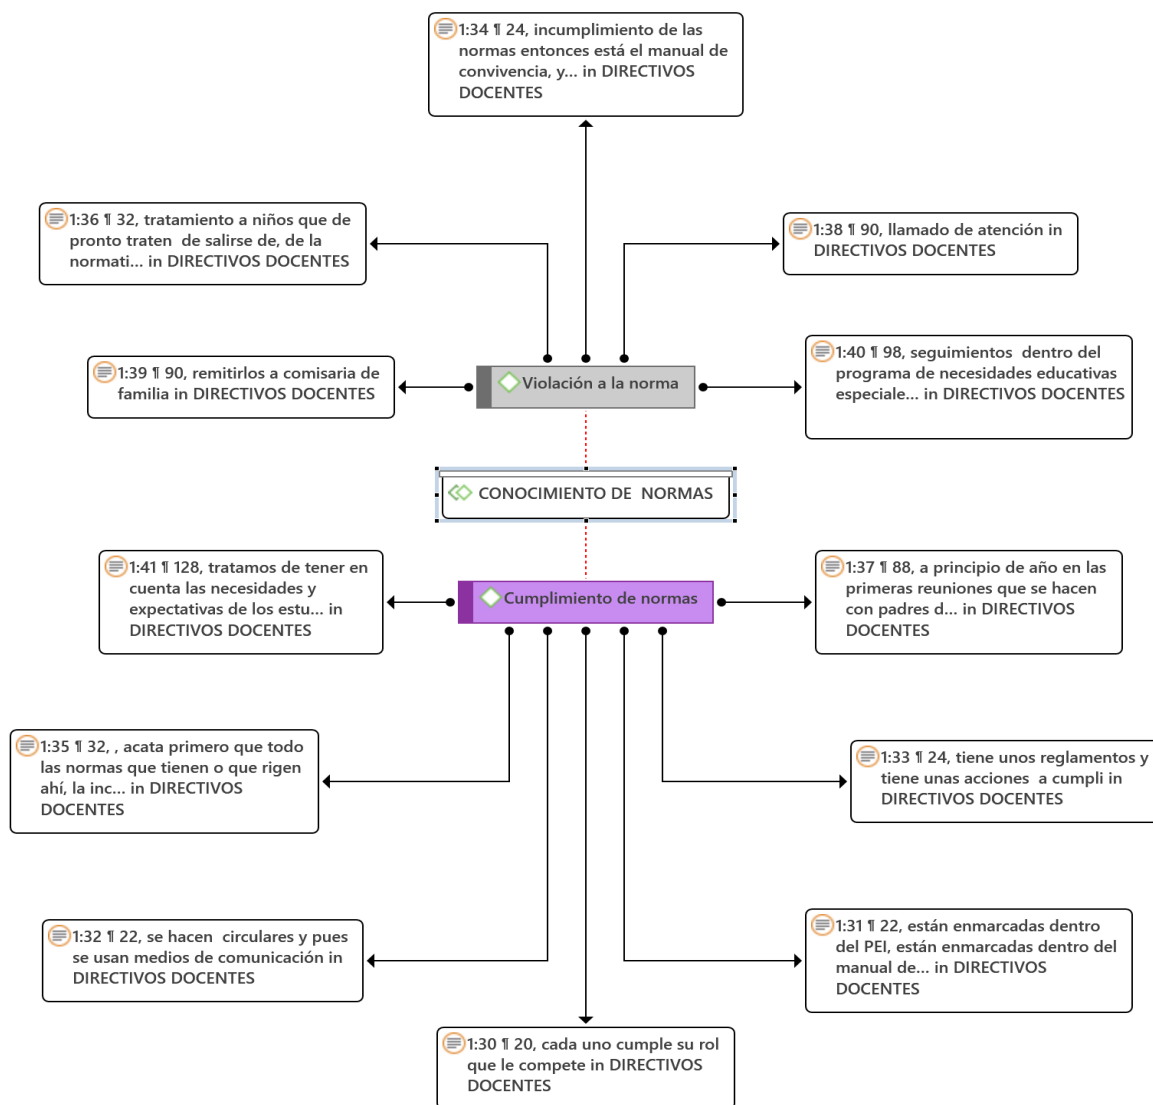 1:34 ¶ 24, incumplimiento de las
normas entonces está el manual de
convivencia, y… in DIRECTIVOS
DOCENTES
1:36 ¶ 32, tratamiento a niños que de
pronto traten  de salirse de, de la
normati… in DIRECTIVOS DOCENTES
1:38 ¶ 90, llamado de atención in
DIRECTIVOS DOCENTES
1:39 ¶ 90, remitirlos a comisaria de
familia in DIRECTIVOS DOCENTES
Violación a la norma
1:40 ¶ 98, seguimientos  dentro del
programa de necesidades educativas
especiale… in DIRECTIVOS DOCENTES
CONOCIMIENTO DE  NORMAS
1:41 ¶ 128, tratamos de tener en
cuenta las necesidades y
expectativas de los estu… in
DIRECTIVOS DOCENTES
Cumplimiento de normas
1:37 ¶ 88, a principio de año en las
primeras reuniones que se hacen
con padres d… in DIRECTIVOS
DOCENTES
1:35 ¶ 32, , acata primero que todo
las normas que tienen o que rigen
ahí, la inc… in DIRECTIVOS
DOCENTES
1:33 ¶ 24, tiene unos reglamentos y
tiene unas acciones  a cumpli in
DIRECTIVOS DOCENTES
1:32 ¶ 22, se hacen  circulares y pues
se usan medios de comunicación in
DIRECTIVOS DOCENTES
1:31 ¶ 22, están enmarcadas dentro
del PEI, están enmarcadas dentro del
manual de… in DIRECTIVOS
DOCENTES
1:30 ¶ 20, cada uno cumple su rol
que le compete in DIRECTIVOS
DOCENTES